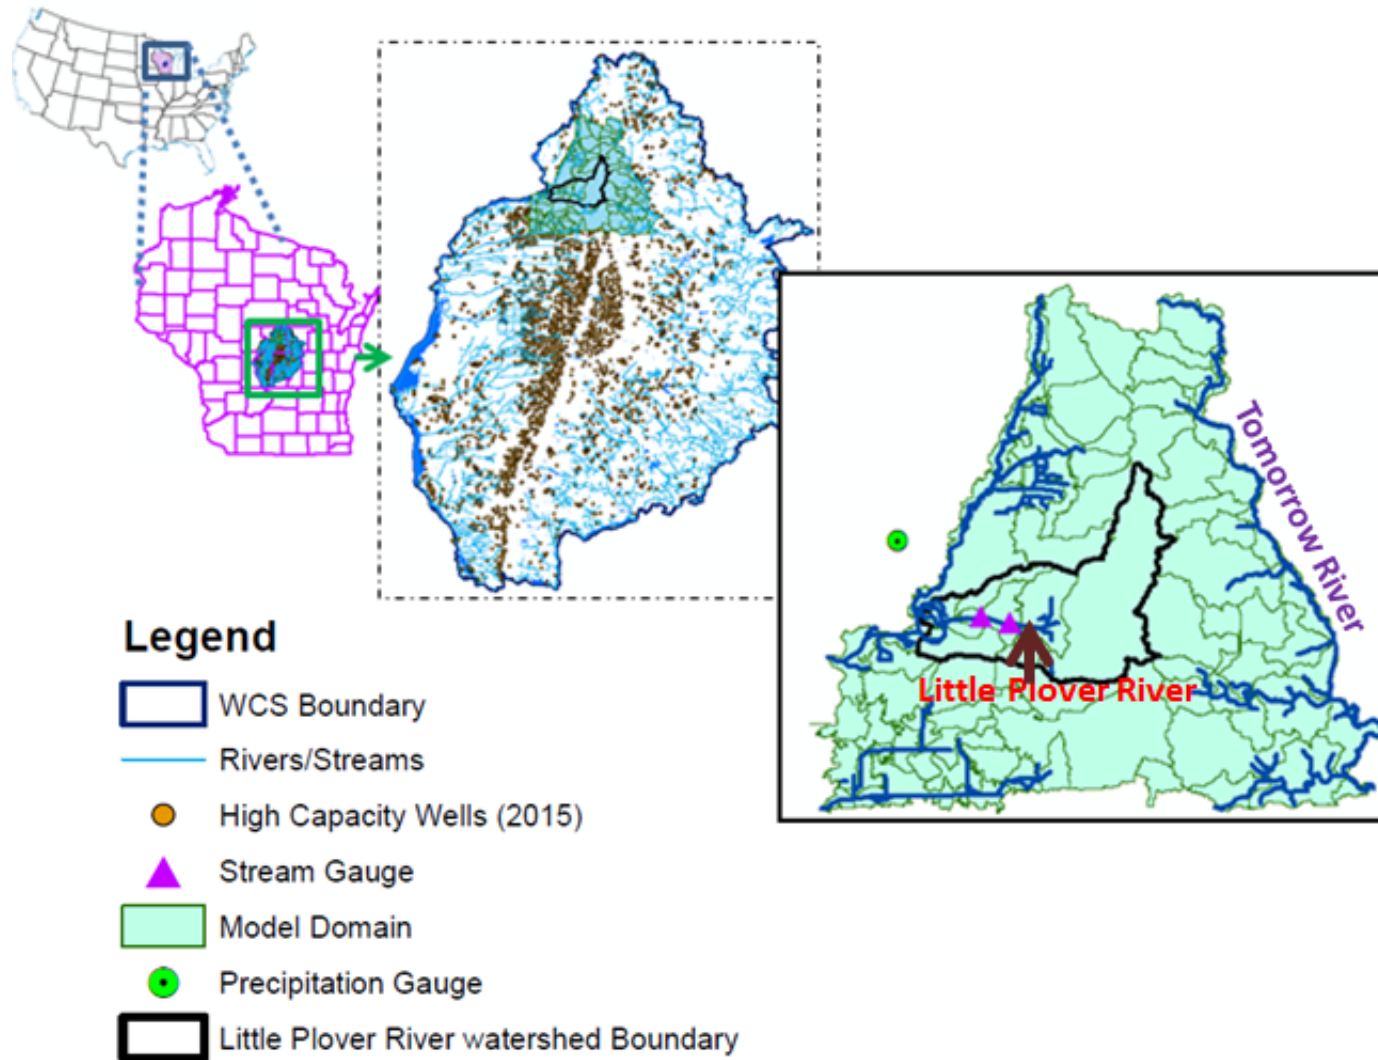 Tomorrow River
Little Plover River
Legend
WCS Boundary
Rivers/Streams
High Capacity Wells (2015)
Stream Gauge
Model Domain
Precipitation Gauge
Little Plover River watershed Boundary